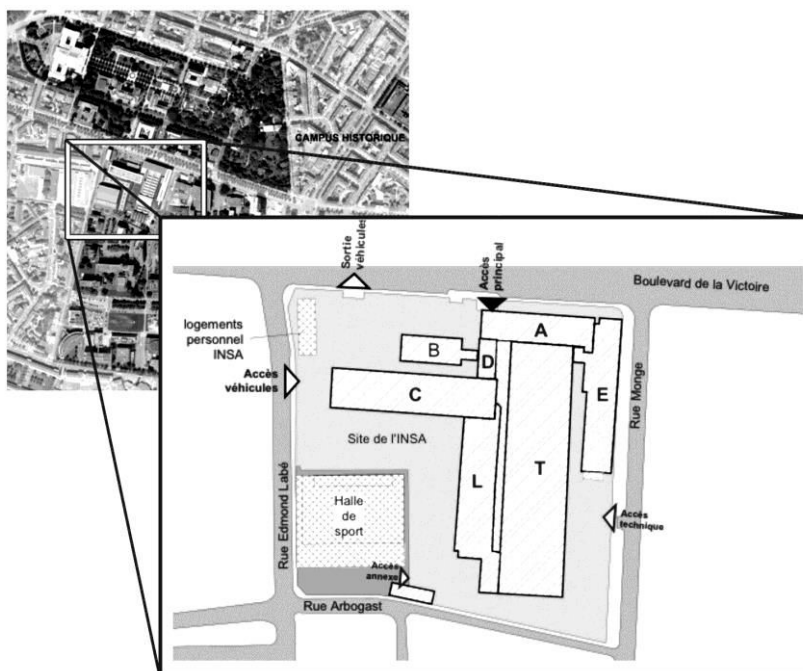 CAMPUS HISTORIQUE
Sortie
véhicules
Accès
principal
Boulevard de la Victoire
logements
personnel
INSA
A
B
D
Accès
véhicules
C
E
Rue Monge
Site de l'INSA
L
T
Rue Edmond Labé
Halle
de
sport
Accès
technique
Accès
annexe
Rue Arbogast